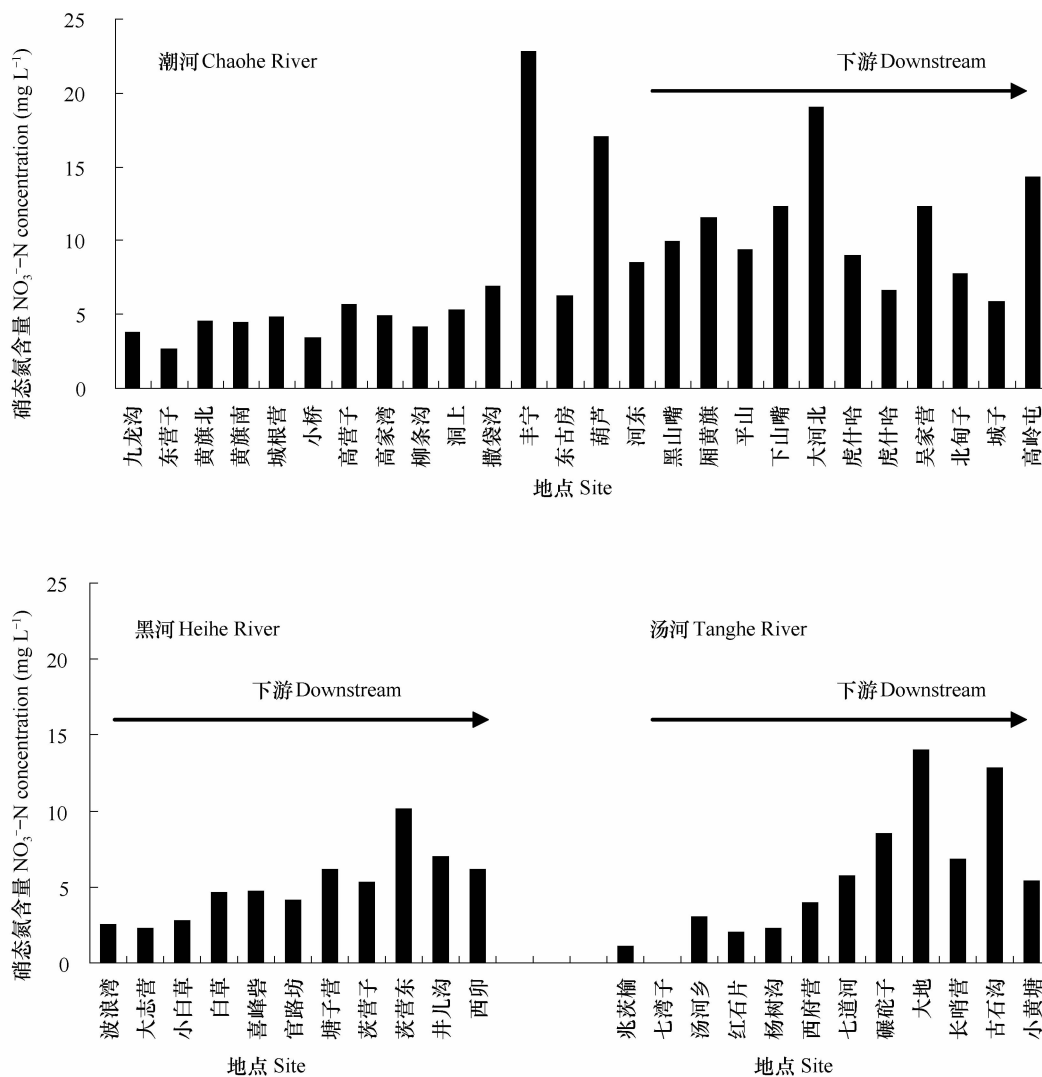 硝态氮含量 NO₃⁻−N concentration (mg L⁻¹)
25
20
15
10
5
0
潮河 Chaohe River
下游 Downstream
九龙沟
东营子
黄旗北
黄旗南
城根营
小桥
高营子
高家湾
柳条沟
洞上
撒袋沟
丰宁
东古房
葫芦
河东
黑山嘴
厢黄旗
平山
下山嘴
大河北
虎什哈
虎什哈
吴家营
北甸子
城子
高岭屯
地点 Site
硝态氮含量 NO₃⁻−N concentration (mg L⁻¹)
25
20
15
10
5
0
黑河 Heihe River
下游 Downstream
汤河 Tanghe River
下游 Downstream
波浪湾
大志营
小白草
白草
喜峰砦
官路坊
塘子营
茨营子
茨营东
井儿沟
西卯
兆茨榆
七湾子
汤河乡
红石片
杨树沟
西府营
七道河
碾砣子
大地
长哨营
古石沟
小黄塘
地点 Site
地点 Site